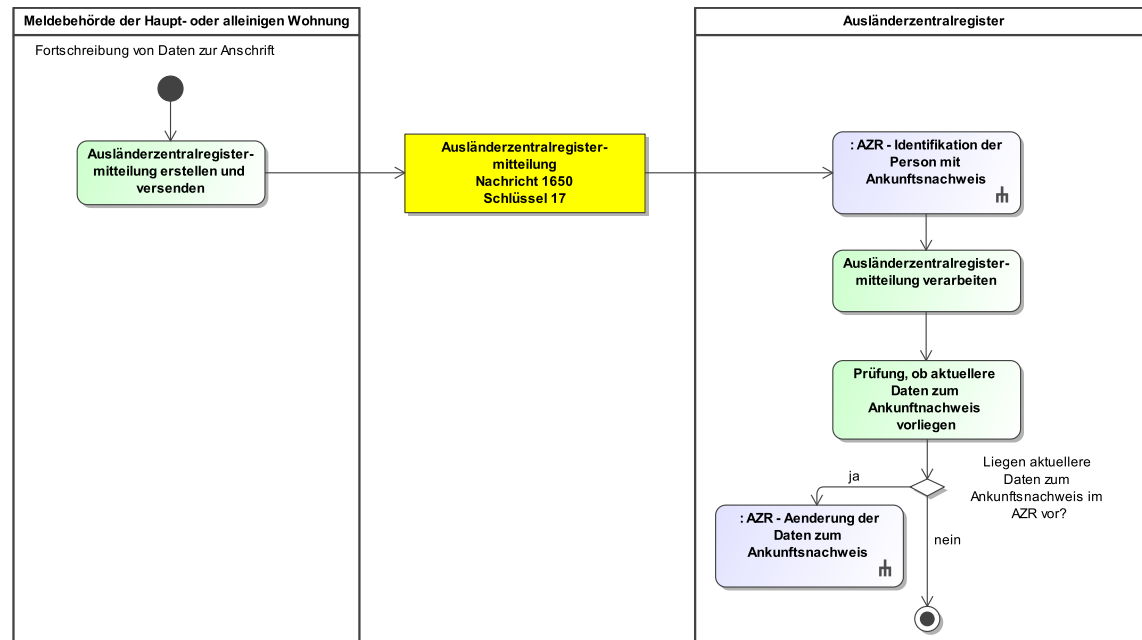 Meldebehörde der Haupt- oder alleinigen Wohnung
Ausländerzentralregister
Fortschreibung von Daten zur Anschrift
Ausländerzentralregister-
mitteilung erstellen und
versenden
Ausländerzentralregister-
mitteilung
Nachricht 1650
Schlüssel 17
: AZR - Identifikation der
Person mit
Ankunftsnachweis
Ausländerzentralregister-
mitteilung verarbeiten
Prüfung, ob aktuellere
Daten zum
Ankunftnachweis
vorliegen
Liegen aktuellere
Daten zum
Ankunftsnachweis im
AZR vor?
ja
: AZR - Aenderung der
Daten zum
Ankunftsnachweis
nein